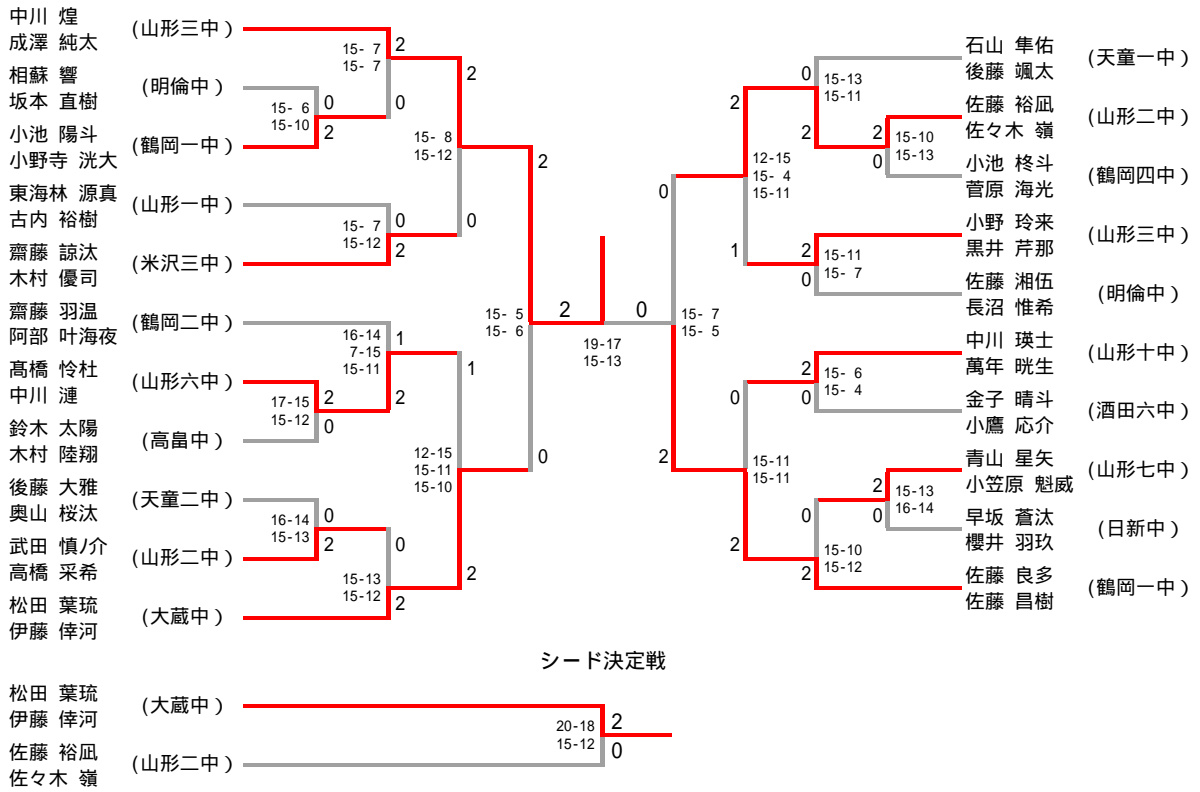 中川 煌
成澤 純太
(山形三中)
相蘇 響
坂本 直樹
(明倫中)
小池 陽斗
小野寺 洸大
(鶴岡一中)
東海林 源真
古内 裕樹
(山形一中)
齋藤 諒汰
木村 優司
(米沢三中)
齋藤 羽温
阿部 叶海夜
(鶴岡二中)
髙橋 怜杜
中川 漣
(山形六中)
鈴木 太陽
木村 陸翔
(高畠中)
後藤 大雅
奥山 桜汰
(天童二中)
武田 慎ノ介
高橋 采希
(山形二中)
松田 葉琉
伊藤 倖河
(大蔵中)
15- 7
15- 7
2
0
15- 6
15-10
0
2
15- 7
15-12
0
2
15- 8
15-12
2
0
16-14
7-15
15-11
1
2
17-15
15-12
2
0
16-14
15-13
0
2
15-13
15-12
0
2
12-15
15-11
15-10
1
2
15- 5
15- 6
2
0
2
0
19-17
15-13
15- 7
15- 5
0
2
12-15
15- 4
15-11
2
1
15-13
15-11
0
2
15-10
15-13
2
0
15-11
15- 7
2
0
15-11
15-11
0
2
15- 6
15- 4
2
0
15-13
16-14
2
0
15-10
15-12
0
2
石山 隼佑
後藤 颯太
(天童一中)
佐藤 裕凪
佐々木 嶺
(山形二中)
小池 柊斗
菅原 海光
(鶴岡四中)
小野 玲来
黒井 芹那
(山形三中)
佐藤 湘伍
長沼 惟希
(明倫中)
中川 瑛士
萬年 晄生
(山形十中)
金子 晴斗
小鷹 応介
(酒田六中)
青山 星矢
小笠原 魁威
(山形七中)
早坂 蒼汰
櫻井 羽玖
(日新中)
佐藤 良多
佐藤 昌樹
(鶴岡一中)
シード決定戦
松田 葉琉
伊藤 倖河
(大蔵中)
佐藤 裕凪
佐々木 嶺
(山形二中)
20-18
15-12
2
0